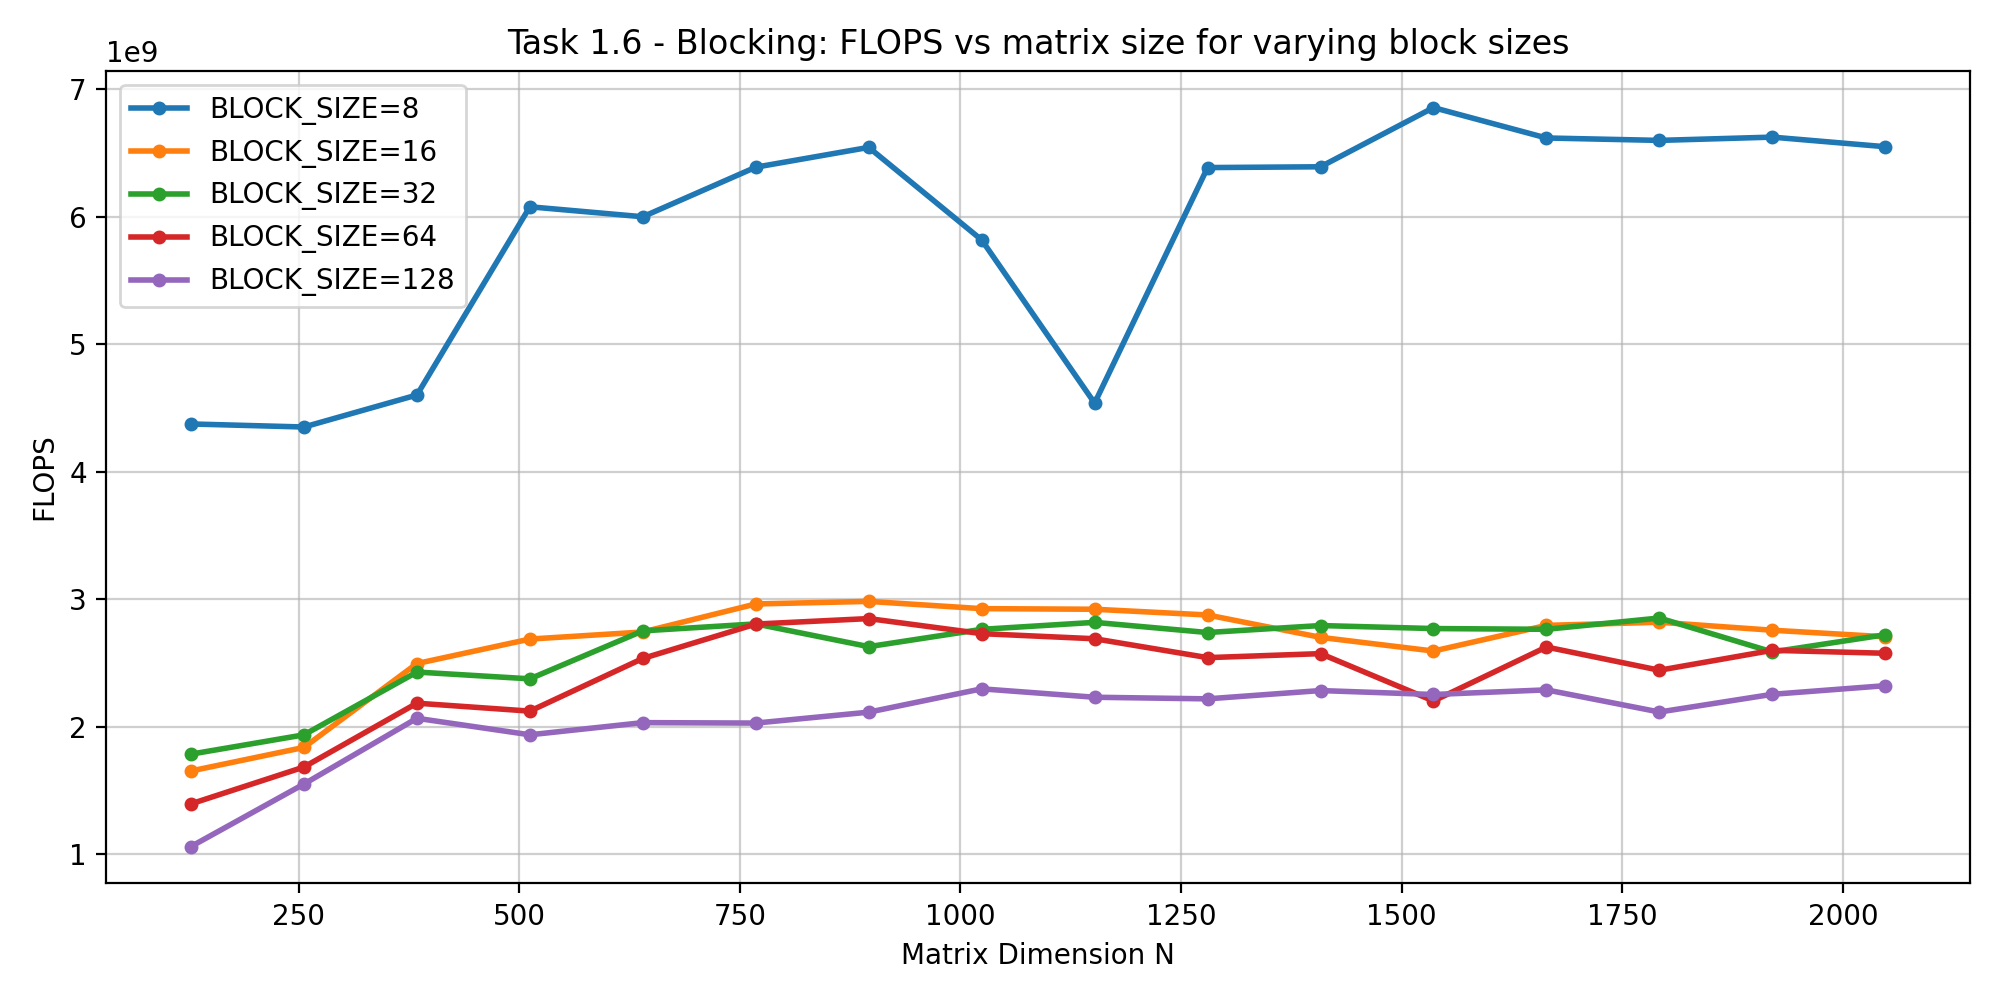 Task 1.6 - Blocking: FLOPS vs matrix size for varying block sizes
1e9
7
6
5
4
3
2
1
FLOPS
BLOCK_SIZE=8
BLOCK_SIZE=16
BLOCK_SIZE=32
BLOCK_SIZE=64
BLOCK_SIZE=128
250 500 750 1000 1250 1500 1750 2000
Matrix Dimension N